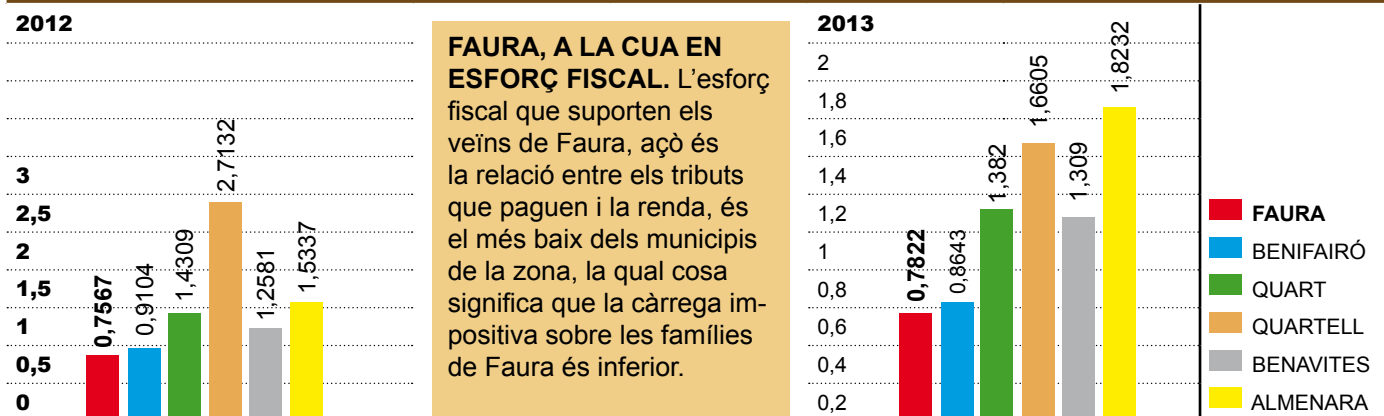 2012
3
2,5
2
1,5
1
0,5
0
0,7567
0,9104
1,4309
2,7132
1,2581
1,5337
FAURA, A LA CUA EN
ESFORÇ FISCAL. L'esforç
fiscal que suporten els
veïns de Faura, açò és
la relació entre els tributs
que paguen i la renda, és
el més baix dels municipis
de la zona, la qual cosa
significa que la càrrega im-
positiva sobre les famílies
de Faura és inferior.
2013
2
1,8
1,6
1,4
1,2
1
0,8
0,6
0,4
0,2
0,7822
0,8643
1,382
1,6605
1,309
1,8232
FAURA
BENIFAIRÓ
QUART
QUARTELL
BENAVITES
ALMENARA